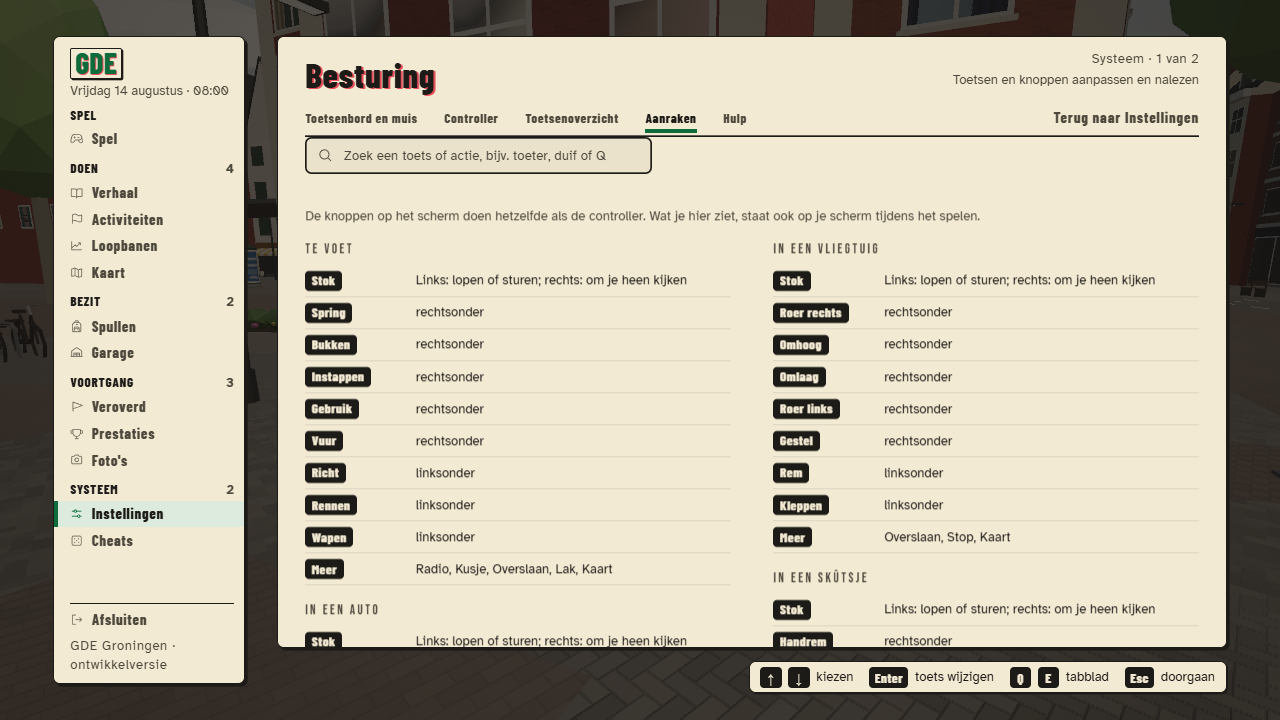 GDE
Vrijdag 14 augustus · 08:00
SPEL
Spel
DOEN 4
Verhaal
Activiteiten
Loopbanen
Kaart
BEZIT 2
Spullen
Garage
VOORTGANG 3
Veroverd
Prestaties
Foto's
SYSTEEM 2
Instellingen
Cheats
Afsluiten
GDE Groningen ·
ontwikkelversie
Besturing
Systeem · 1 van 2
Toetsen en knoppen aanpassen en nalezen
Toetsenbord en muis Controller Toetsenoverzicht Aanraken Hulp Terug naar Instellingen
Zoek een toets of actie, bijv. toeter, duif of Q
De knoppen op het scherm doen hetzelfde als de controller. Wat je hier ziet, staat ook op je scherm tijdens het spelen.
TE VOET
Stok Links: lopen of sturen; rechts: om je heen kijken
Spring rechtsonder
Bukken rechtsonder
Instappen rechtsonder
Gebruik rechtsonder
Vuur rechtsonder
Richt linksonder
Rennen linksonder
Wapen linksonder
Meer Radio, Kusje, Overslaan, Lak, Kaart
IN EEN AUTO
Stok Links: lopen of sturen; rechts: om je heen kijken
IN EEN VLIEGTUIG
Stok Links: lopen of sturen; rechts: om je heen kijken
Roer rechts rechtsonder
Omhoog rechtsonder
Omlaag rechtsonder
Roer links rechtsonder
Gestel rechtsonder
Rem linksonder
Kleppen linksonder
Meer Overslaan, Stop, Kaart
IN EEN SKÛTSJE
Stok Links: lopen of sturen; rechts: om je heen kijken
Handrem rechtsonder
↑ ↓ kiezen Enter toets wijzigen Q E tabblad Esc doorgaan